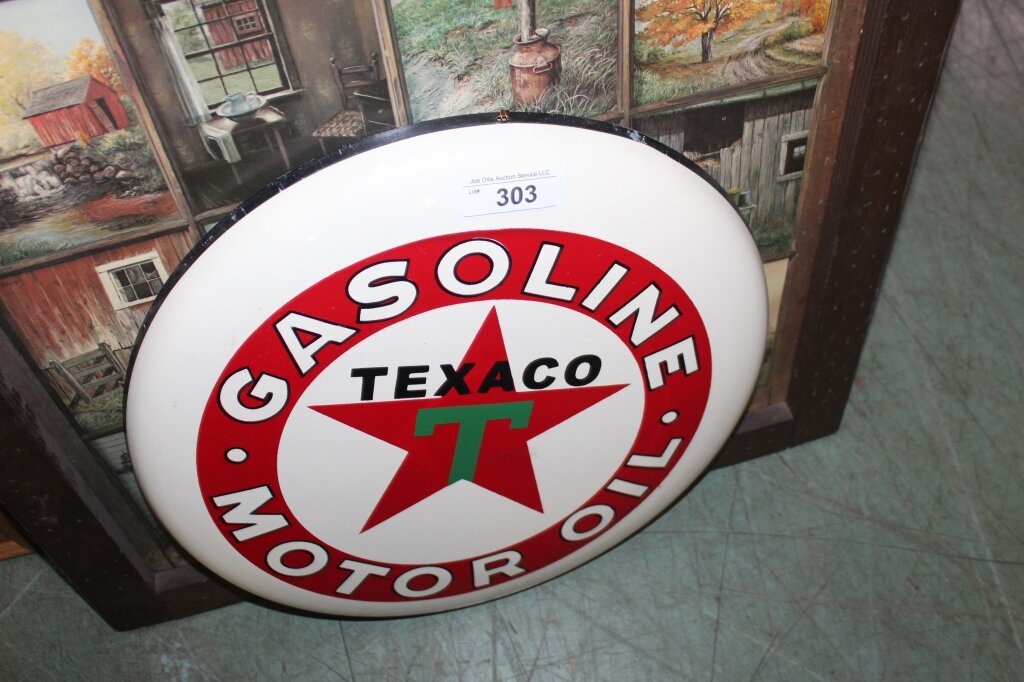 Joe Ollis Auction Service LLC
Lot#: 303
GASOLINE
TEXACO
T
MOTOR OIL